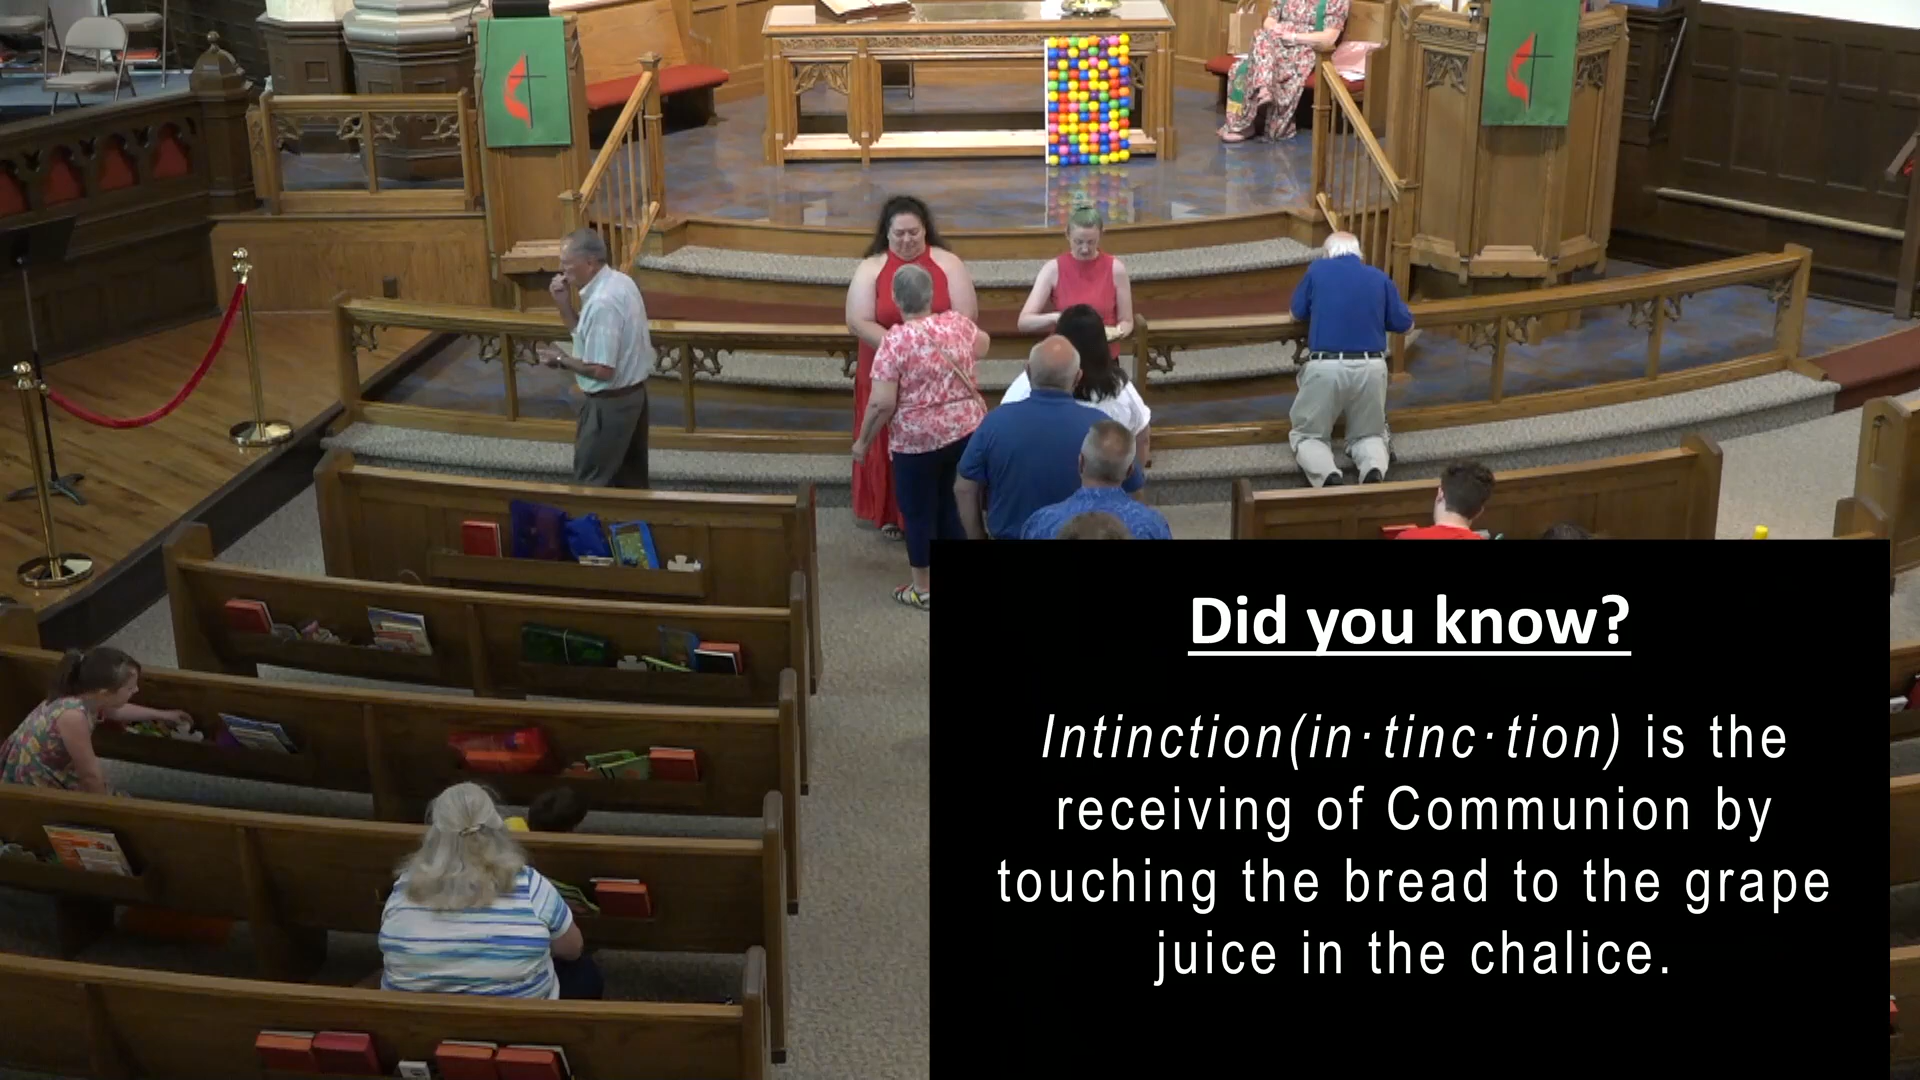 Did you know?
Intinction(in·tinc·tion) is the
receiving of Communion by
touching the bread to the grape
juice in the chalice.